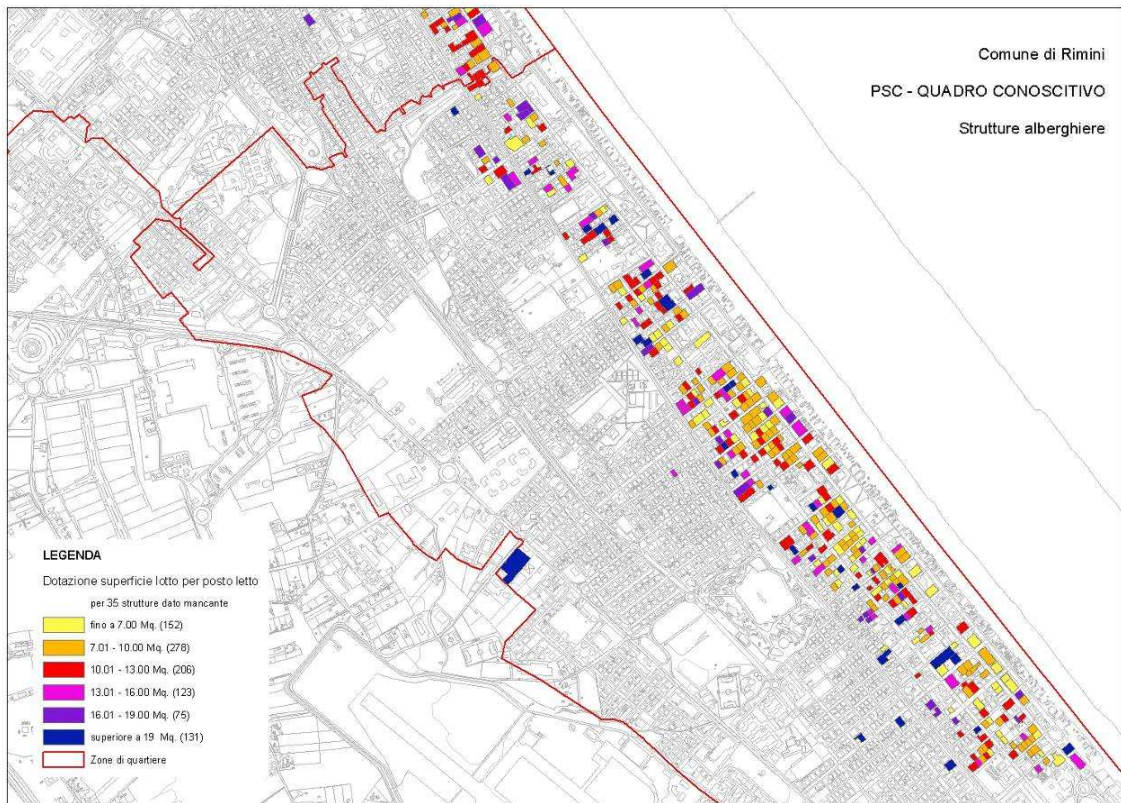 Comune di Rimini
PSC - QUADRO CONOSCITIVO
Strutture alberghiere
LEGENDA
Dotazione superficie lotto per posto letto
per 35 strutture dato mancante
fino a 7.00 Mq. (152)
7.01 - 10.00 Mq. (278)
10.01 - 13.00 Mq. (206)
13.01 - 16.00 Mq. (123)
16.01 - 19.00 Mq. (75)
superiore a 19 Mq. (131)
Zone di quartiere